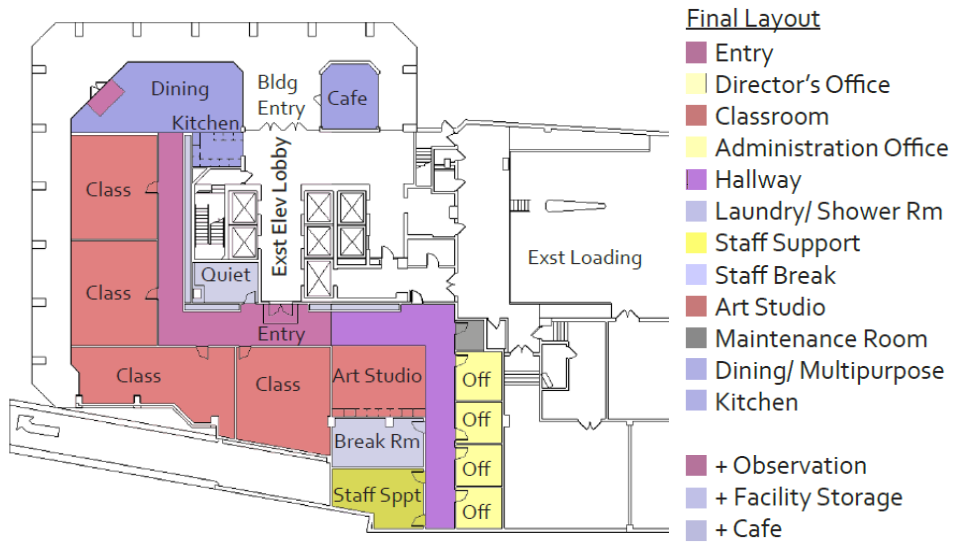 Final Layout
Entry
Director's Office
Classroom
Administration Office
Hallway
Laundry/ Shower Rm
Staff Support
Staff Break
Art Studio
Maintenance Room
Dining/ Multipurpose
Kitchen
+ Observation
+ Facility Storage
+ Cafe
Dining
Bldg
Entry
Cafe
Kitchen
Class
Exst Elev Lobby
Exst Loading
Quiet
Class
Entry
Class
Class
Art Studio
Off
Off
Break Rm
Off
Staff Sppt
Off